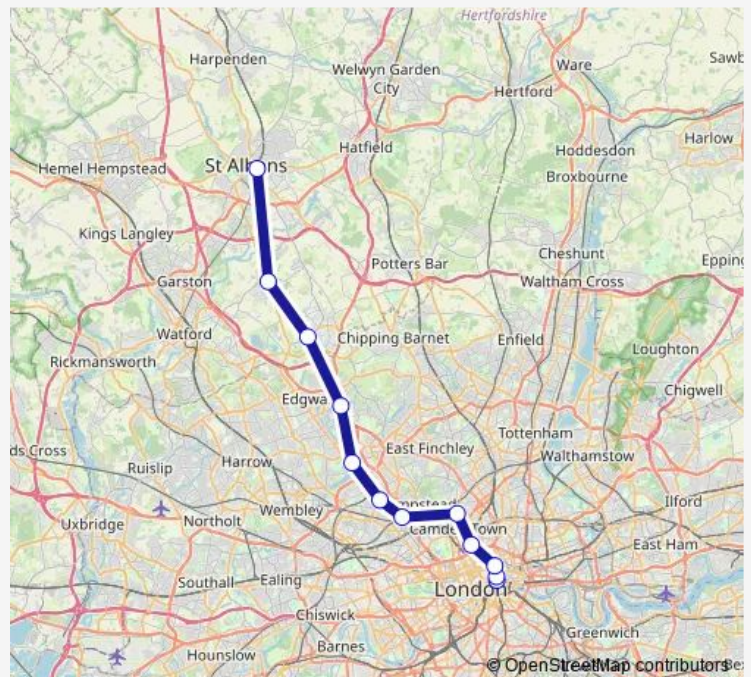 Hertfordshire
Harpenden
Ware
Sawb
Welwyn Garden
City
Hertford
Harlow
Hatfield
Hoddesdon
St Albans
Hemel Hempstead
Broxbourne
Kings Langley
Cheshunt
Potters Bar
Epping
Garston
Waltham Cross
Watford
Chipping Barnet
Enfield
Loughton
Rickmansworth
Chigwell
Edgwa
Tottenham
ds Cross
East Finchley
Walthamstow
Harrow
Ruislip
Ilford
mpstead
Wembley
Uxbridge
Northolt
Camden Town
East Ham
Southall
Ealing
London
Chiswick
Greenwich
Barnes
Hounslow
© OpenStreetMap contributors
Be